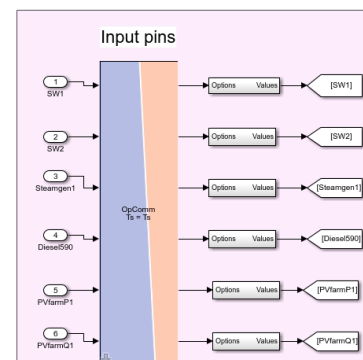 Input pins
1
SW1
Options Values
[SW1]
2
SW2
Options Values
[SW2]
3
Steamgen1
Options Values
[Steamgen1]
OpComm
Ts = Ts
4
Diesel590
Options Values
[Diesel590]
5
PVfarmP1
Options Values
[PVfarmP1]
6
PVfarmQ1
Options Values
[PVfarmQ1]